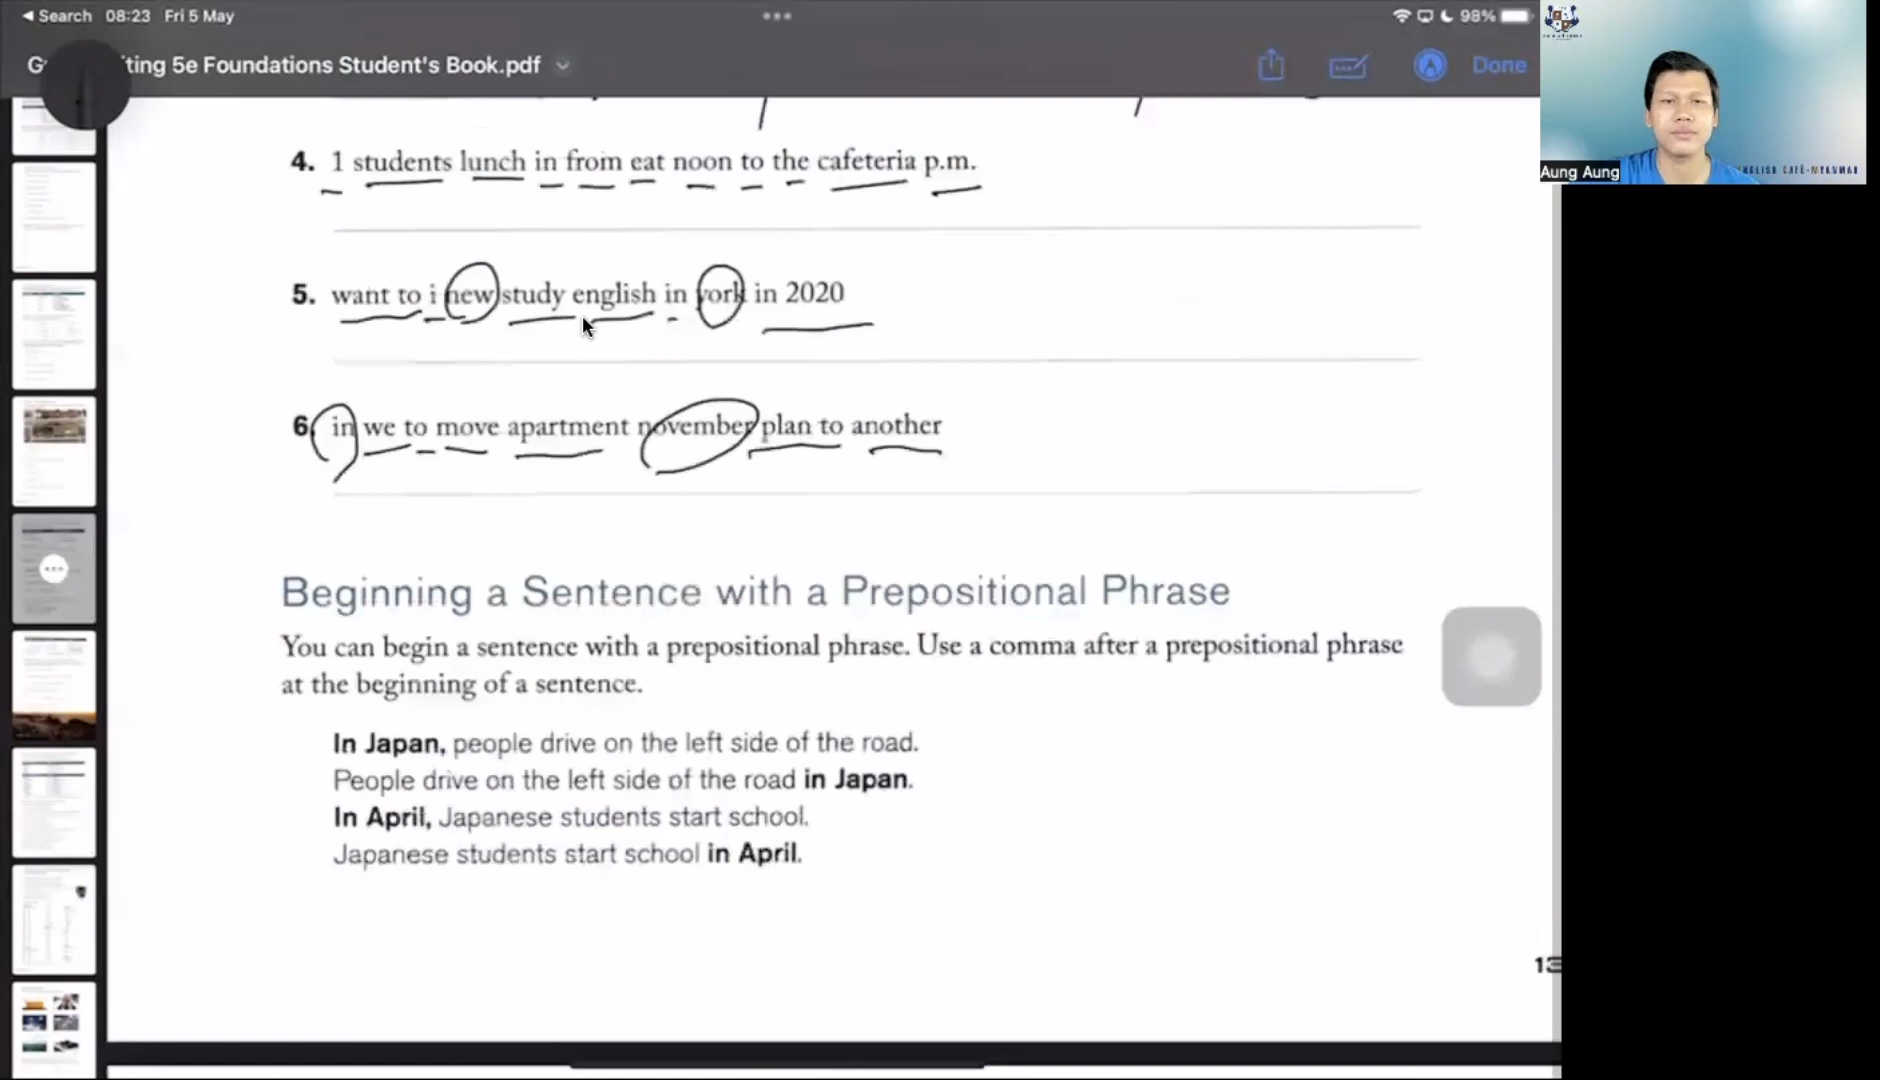 Search 08:23 Fri 5 May
98%
ting 5e Foundations Student's Book.pdf
Done
Aung Aung
ENGLISH CAFÉ-MYANMAR
4. 1 students lunch in from eat noon to the cafeteria p.m.
5. want to i new study english in york in 2020
6. in we to move apartment november plan to another
Beginning a Sentence with a Prepositional Phrase
You can begin a sentence with a prepositional phrase. Use a comma after a prepositional phrase
at the beginning of a sentence.
In Japan, people drive on the left side of the road.
People drive on the left side of the road in Japan.
In April, Japanese students start school.
Japanese students start school in April.
13